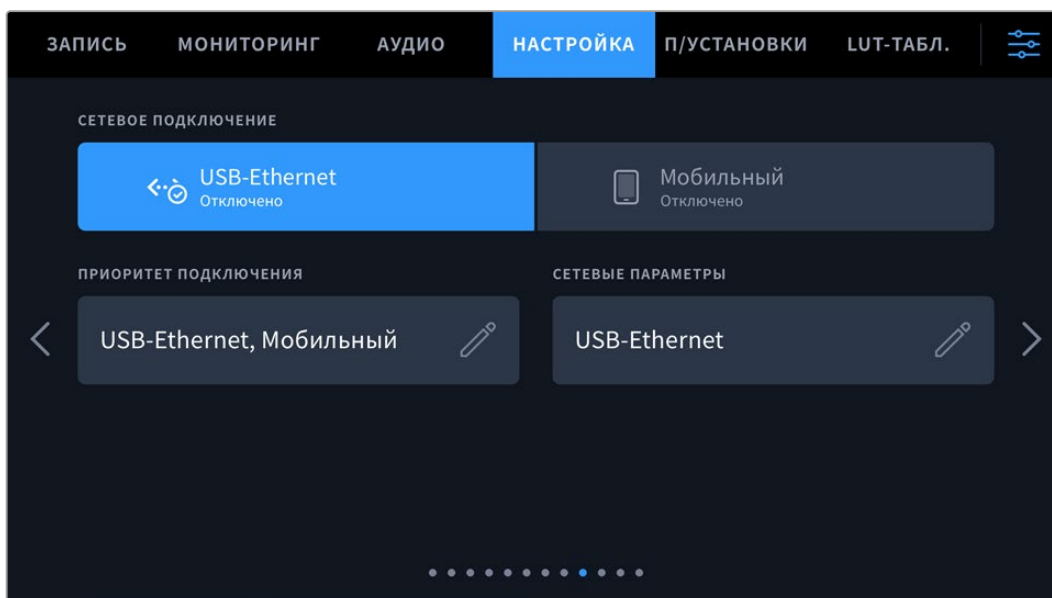 ЗАПИСЬ МОНИТОРИНГ АУДИО НАСТРОЙКА П/УСТАНОВКИ LUT-ТАБЛ.
СЕТЕВОЕ ПОДКЛЮЧЕНИЕ
USB-Ethernet
Отключено
Мобильный
Отключено
ПРИОРИТЕТ ПОДКЛЮЧЕНИЯ
USB-Ethernet, Мобильный
СЕТЕВЫЕ ПАРАМЕТРЫ
USB-Ethernet